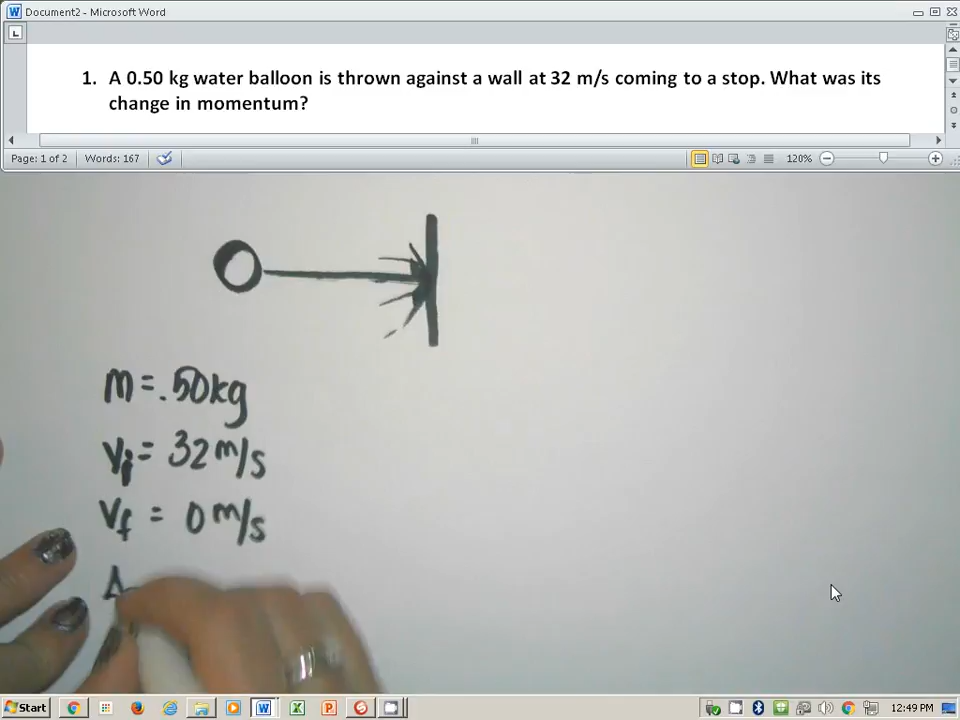 Document2 - Microsoft Word
1. A 0.50 kg water balloon is thrown against a wall at 32 m/s coming to a stop. What was its
change in momentum?
Page: 1 of 2 Words: 167 120%
m = .50kg
Vi = 32 m/s
Vf = 0 m/s
Δ
Start 12:49 PM